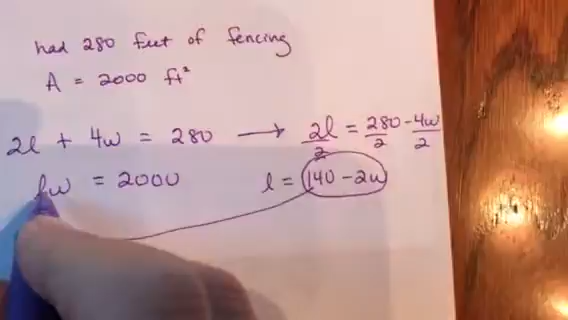 had 280 feet of fencing
A = 2000 ft²
2l + 4w = 280 → 2l/2 = 280/2 - 4w/2
lw = 2000 l = 140 - 2w